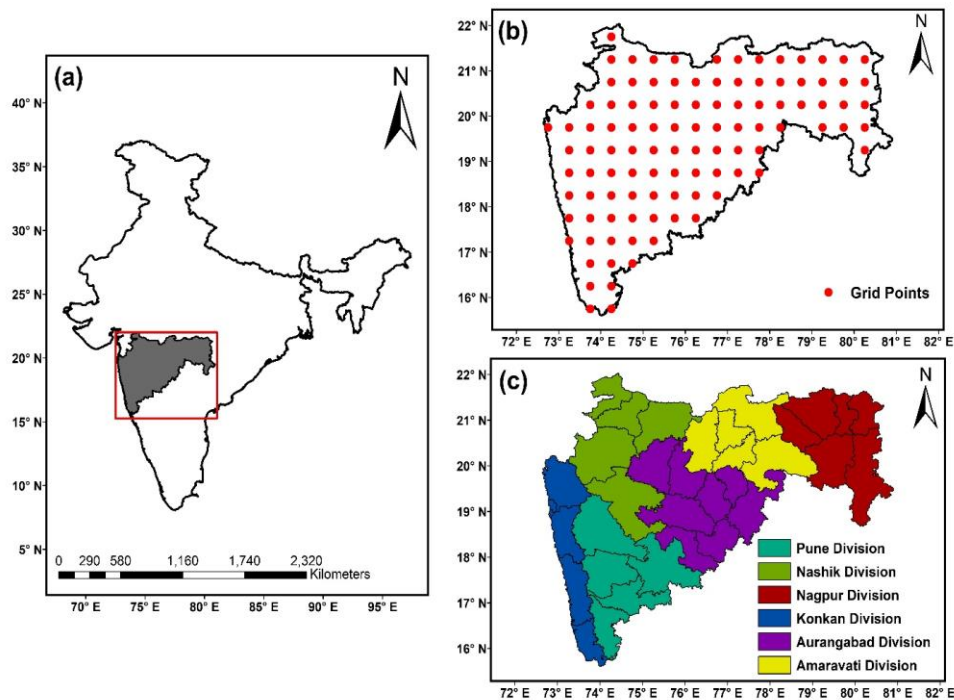 (a)
N
40° N
35° N
30° N
25° N
20° N
15° N
10° N
5° N
0 290 580 1,160 1,740 2,320
Kilometers
70° E 75° E 80° E 85° E 90° E 95° E
(b)
N
22° N
21° N
20° N
19° N
18° N
17° N
16° N
Grid Points
72° E 73° E 74° E 75° E 76° E 77° E 78° E 79° E 80° E 81° E 82° E
(c)
N
22° N
21° N
20° N
19° N
18° N
17° N
16° N
Pune Division
Nashik Division
Nagpur Division
Konkan Division
Aurangabad Division
Amaravati Division
72° E 73° E 74° E 75° E 76° E 77° E 78° E 79° E 80° E 81° E 82° E